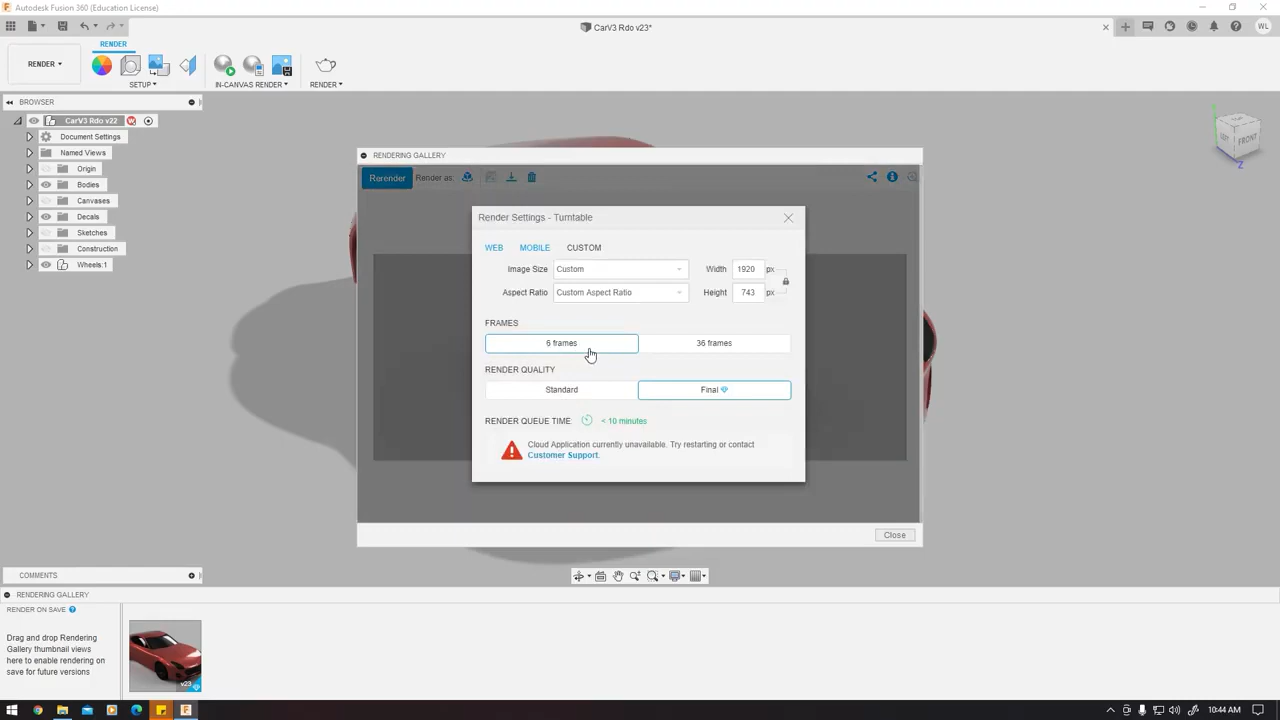 Autodesk Fusion 360 (Education License)
CarV3 Rdo v23*
WL
RENDER
RENDER
SETUP
IN-CANVAS RENDER
RENDER
BROWSER
CarV3 Rdo v22
Document Settings
Named Views
Origin
Bodies
Canvases
Decals
Sketches
Construction
Wheels:1
FRONT
Z
RENDERING GALLERY
Rerender
Render as:
Render Settings - Turntable
WEB
MOBILE
CUSTOM
Image Size
Custom
Width
1920
px
Aspect Ratio
Custom Aspect Ratio
Height
743
px
FRAMES
6 frames
36 frames
RENDER QUALITY
Standard
Final
RENDER QUEUE TIME:
< 10 minutes
Cloud Application currently unavailable. Try restarting or contact
Customer Support.
Close
COMMENTS
RENDERING GALLERY
RENDER ON SAVE
Drag and drop Rendering
Gallery thumbnail views
here to enable rendering on
save for future versions
v23
10:44 AM